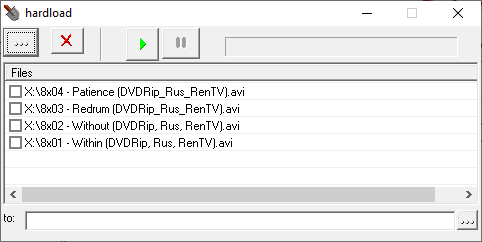 hardload
...
Files
X:\8x04 - Patience (DVDRip_Rus_RenTV).avi
X:\8x03 - Redrum (DVDRip_Rus_RenTV).avi
X:\8x02 - Without (DVDRip, Rus, RenTV).avi
X:\8x01 - Within (DVDRip, Rus, RenTV).avi
to:
...